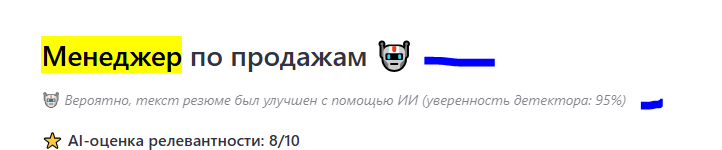 Менеджер по продажам
Вероятно, текст резюме был улучшен с помощью ИИ (уверенность детектора: 95%)
AI-оценка релевантности: 8/10